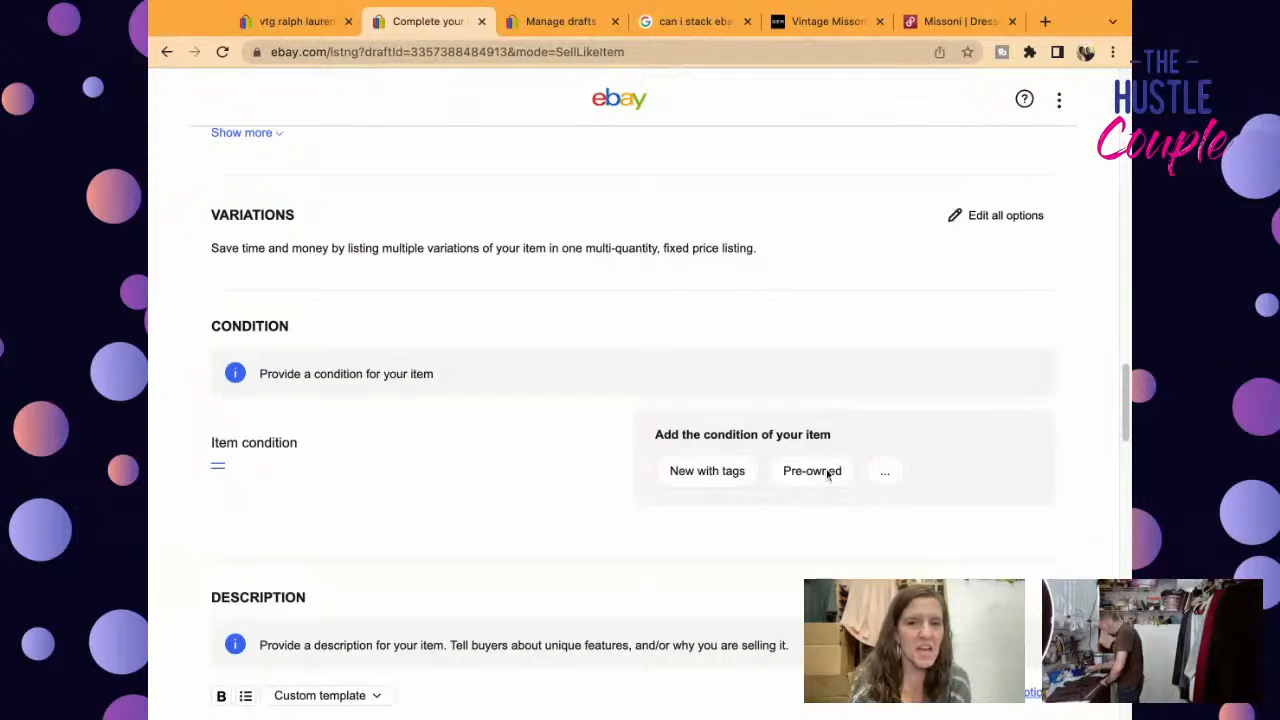 vtg ralph lauren
Complete your
Manage drafts
can i stack eba
Vintage Misson
Missoni | Dress
ebay.com/lstng?draftId=3357388484913&mode=SellLikeItem
THE
HUSTLE
Couple
ebay
Show more
VARIATIONS
Edit all options
Save time and money by listing multiple variations of your item in one multi-quantity, fixed price listing.
CONDITION
Provide a condition for your item
Item condition
Add the condition of your item
New with tags
Pre-owned
...
DESCRIPTION
Provide a description for your item. Tell buyers about unique features, and/or why you are selling it.
B
Custom template